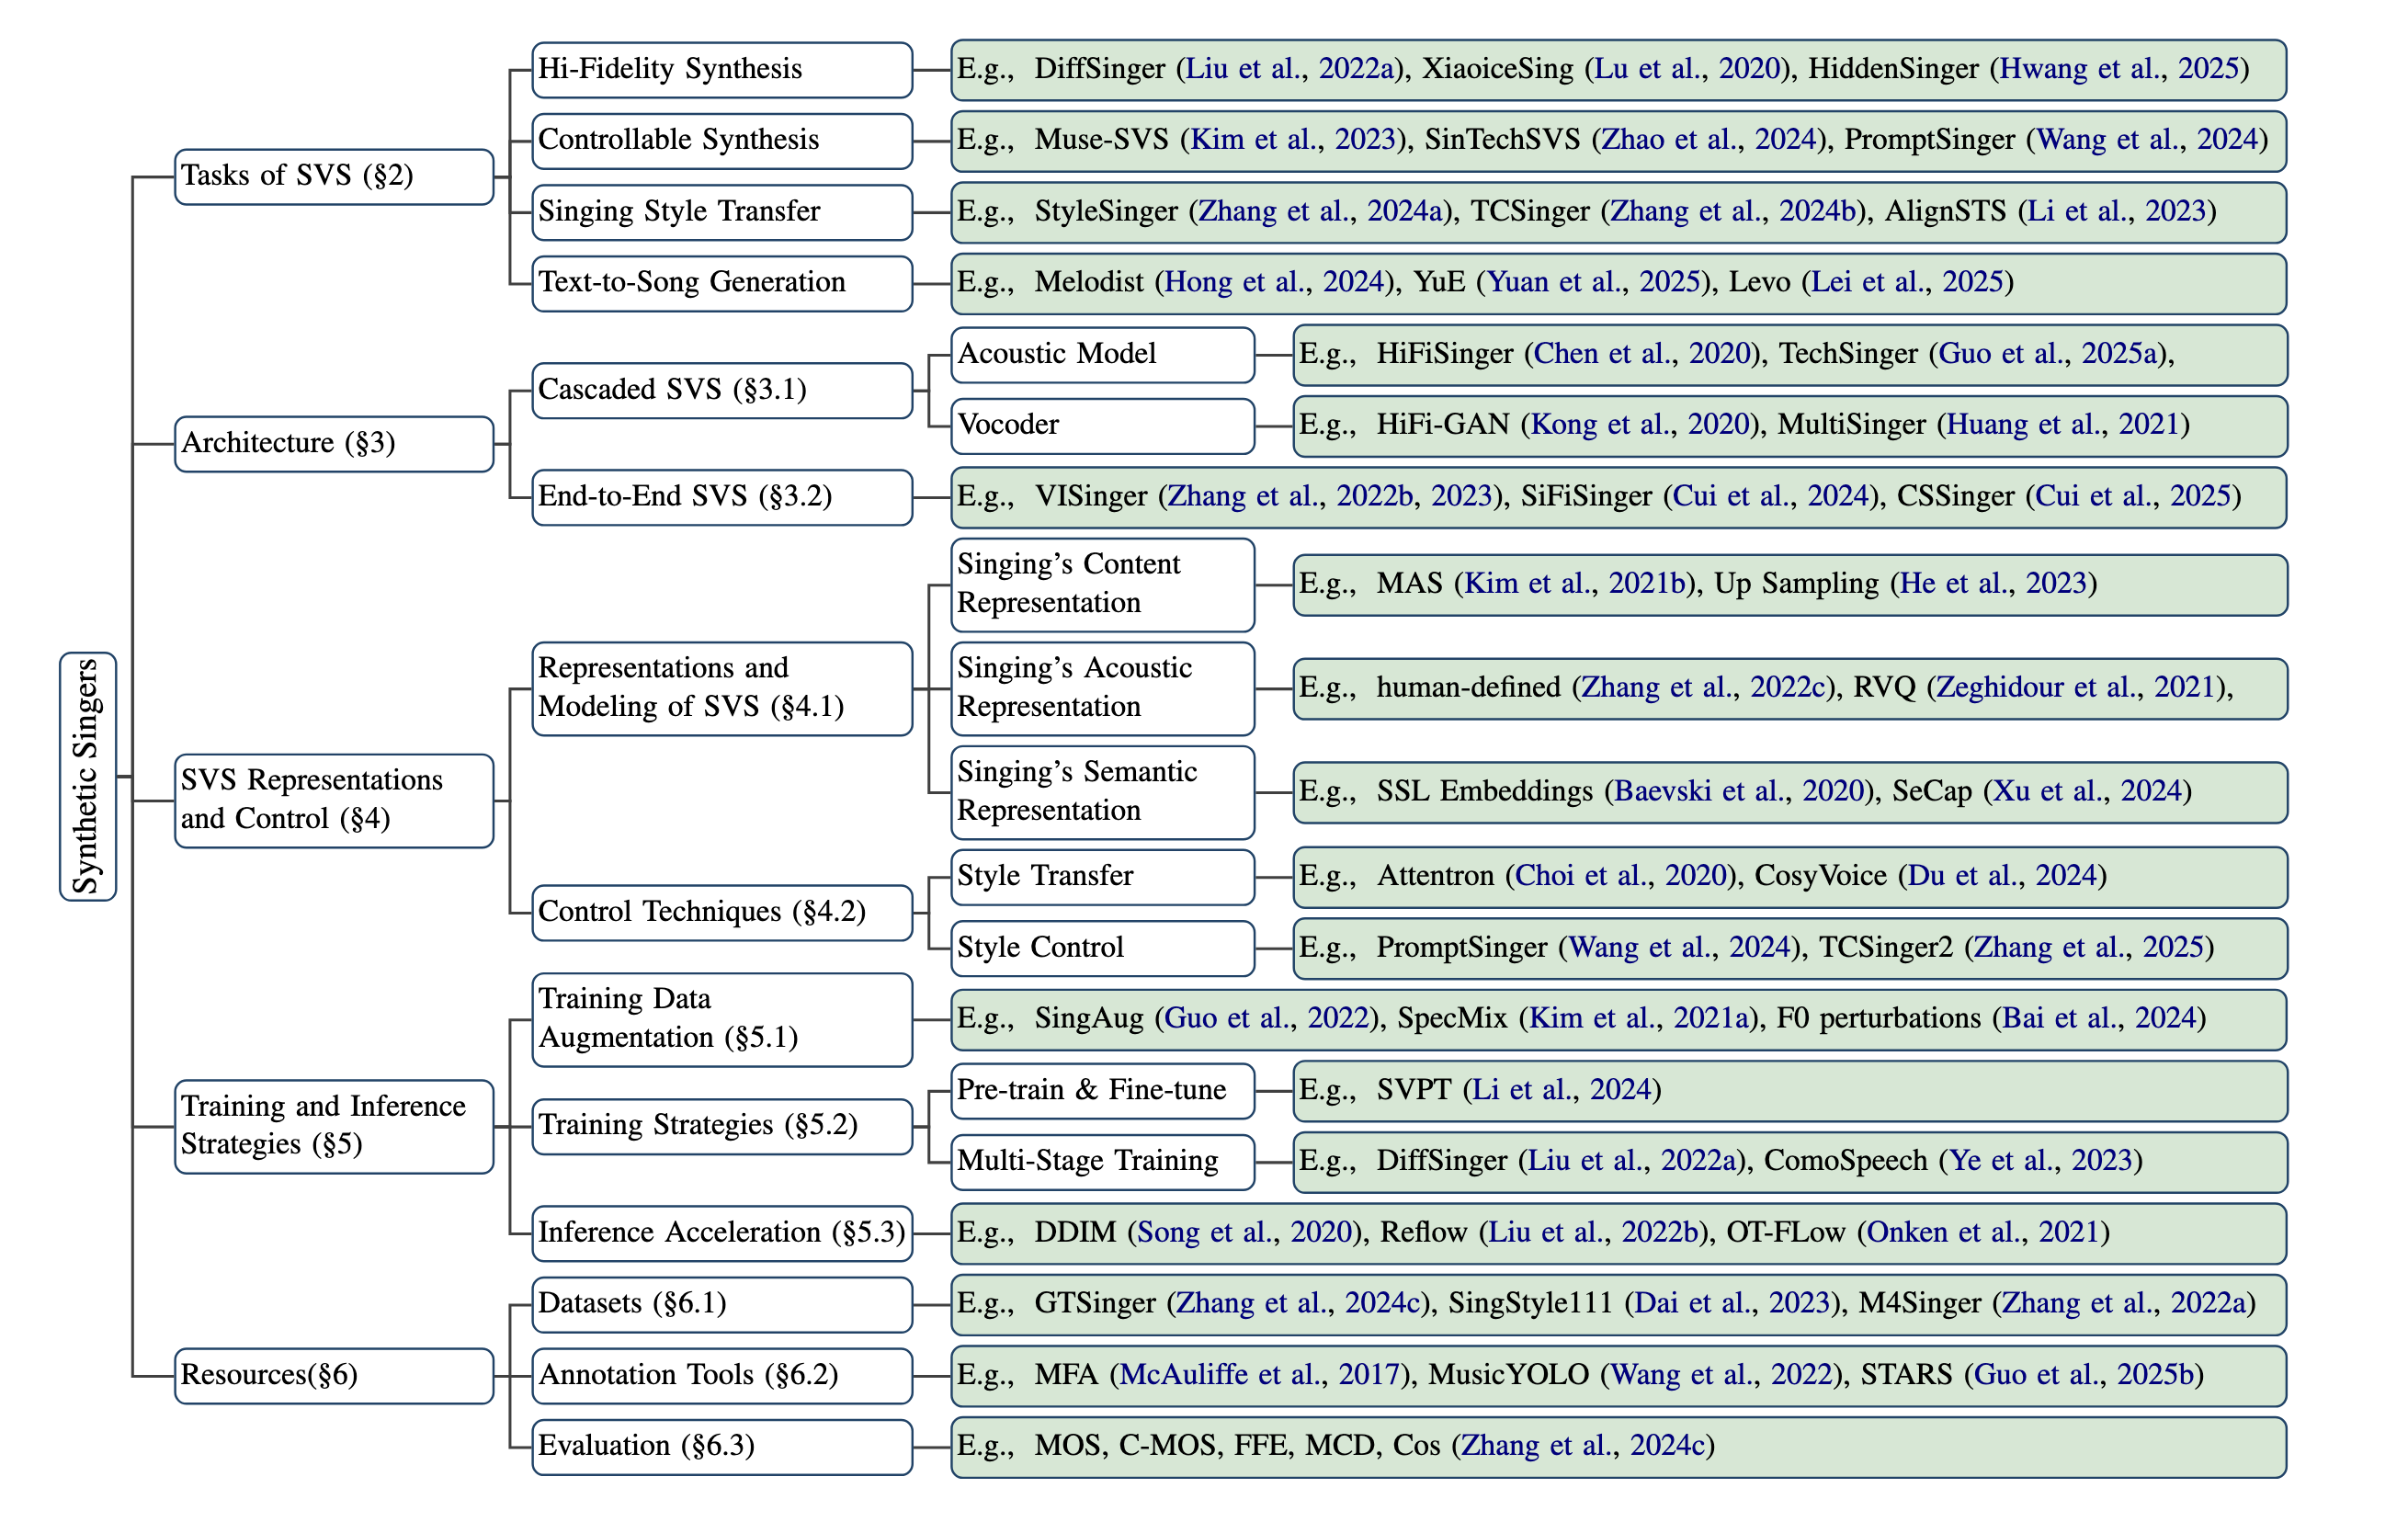 Synthetic Singers
Tasks of SVS (§2)
Hi-Fidelity Synthesis
E.g., DiffSinger (Liu et al., 2022a), XiaoiceSing (Lu et al., 2020), HiddenSinger (Hwang et al., 2025)
Controllable Synthesis
E.g., Muse-SVS (Kim et al., 2023), SinTechSVS (Zhao et al., 2024), PromptSinger (Wang et al., 2024)
Singing Style Transfer
E.g., StyleSinger (Zhang et al., 2024a), TCSinger (Zhang et al., 2024b), AlignSTS (Li et al., 2023)
Text-to-Song Generation
E.g., Melodist (Hong et al., 2024), YuE (Yuan et al., 2025), Levo (Lei et al., 2025)
Architecture (§3)
Cascaded SVS (§3.1)
Acoustic Model
E.g., HiFiSinger (Chen et al., 2020), TechSinger (Guo et al., 2025a),
Vocoder
E.g., HiFi-GAN (Kong et al., 2020), MultiSinger (Huang et al., 2021)
End-to-End SVS (§3.2)
E.g., VISinger (Zhang et al., 2022b, 2023), SiFiSinger (Cui et al., 2024), CSSinger (Cui et al., 2025)
SVS Representations
and Control (§4)
Representations and
Modeling of SVS (§4.1)
Singing's Content
Representation
E.g., MAS (Kim et al., 2021b), Up Sampling (He et al., 2023)
Singing's Acoustic
Representation
E.g., human-defined (Zhang et al., 2022c), RVQ (Zeghidour et al., 2021),
Singing's Semantic
Representation
E.g., SSL Embeddings (Baevski et al., 2020), SeCap (Xu et al., 2024)
Control Techniques (§4.2)
Style Transfer
E.g., Attentron (Choi et al., 2020), CosyVoice (Du et al., 2024)
Style Control
E.g., PromptSinger (Wang et al., 2024), TCSinger2 (Zhang et al., 2025)
Training and Inference
Strategies (§5)
Training Data
Augmentation (§5.1)
E.g., SingAug (Guo et al., 2022), SpecMix (Kim et al., 2021a), F0 perturbations (Bai et al., 2024)
Training Strategies (§5.2)
Pre-train & Fine-tune
E.g., SVPT (Li et al., 2024)
Multi-Stage Training
E.g., DiffSinger (Liu et al., 2022a), ComoSpeech (Ye et al., 2023)
Inference Acceleration (§5.3)
E.g., DDIM (Song et al., 2020), Reflow (Liu et al., 2022b), OT-FLow (Onken et al., 2021)
Resources(§6)
Datasets (§6.1)
E.g., GTSinger (Zhang et al., 2024c), SingStyle111 (Dai et al., 2023), M4Singer (Zhang et al., 2022a)
Annotation Tools (§6.2)
E.g., MFA (McAuliffe et al., 2017), MusicYOLO (Wang et al., 2022), STARS (Guo et al., 2025b)
Evaluation (§6.3)
E.g., MOS, C-MOS, FFE, MCD, Cos (Zhang et al., 2024c)